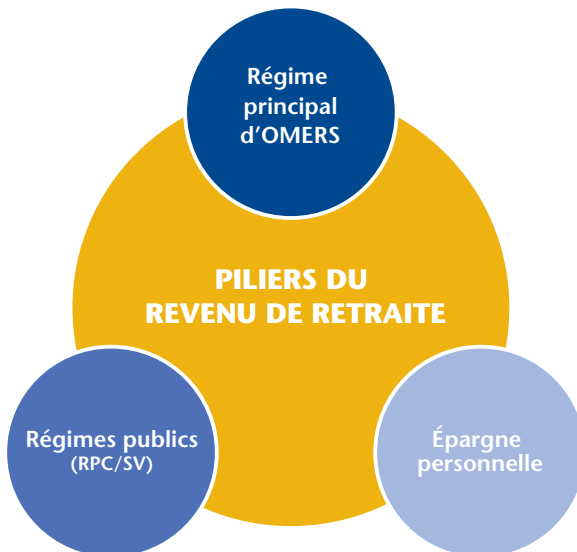 Régime
principal
d'OMERS
PILIERS DU
REVENU DE RETRAITE
Régimes publics
(RPC/SV)
Épargne
personnelle